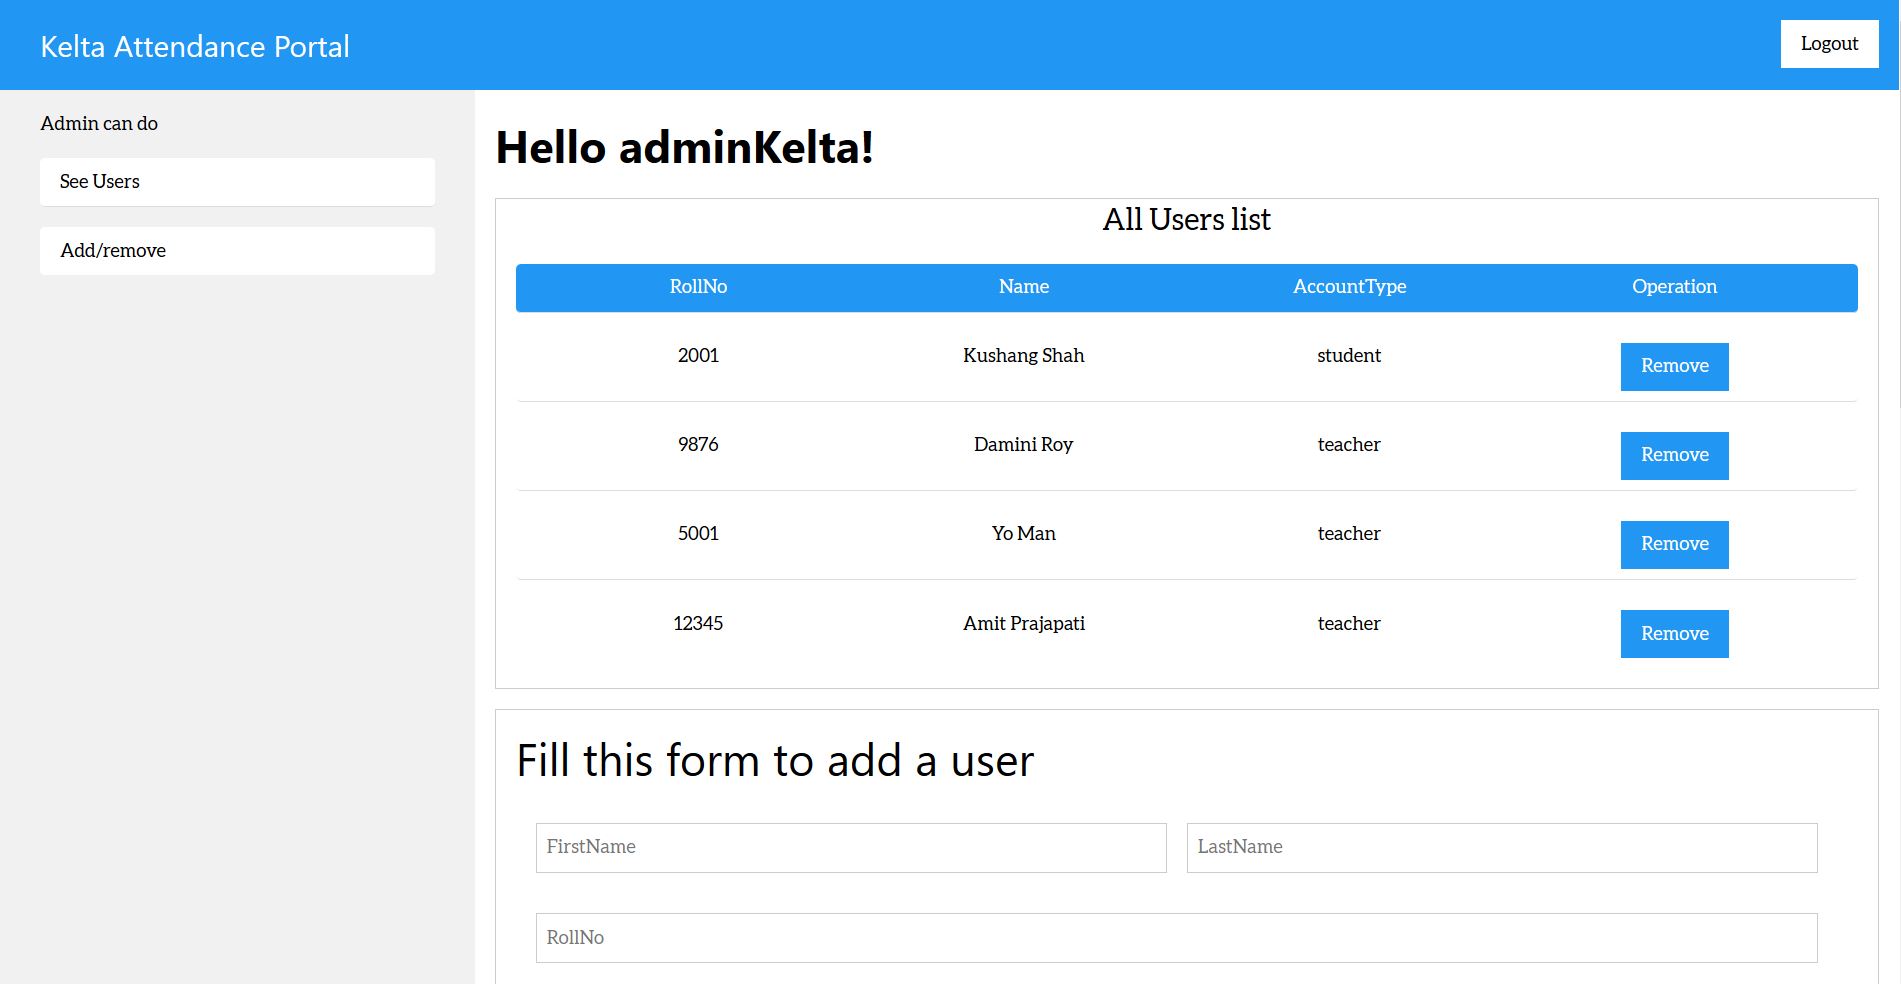 Kelta Attendance Portal
Logout
Admin can do
See Users
Add/remove
Hello adminKelta!
All Users list
RollNo Name AccountType Operation
2001 Kushang Shah student Remove
9876 Damini Roy teacher Remove
5001 Yo Man teacher Remove
12345 Amit Prajapati teacher Remove
Fill this form to add a user
FirstName LastName
RollNo